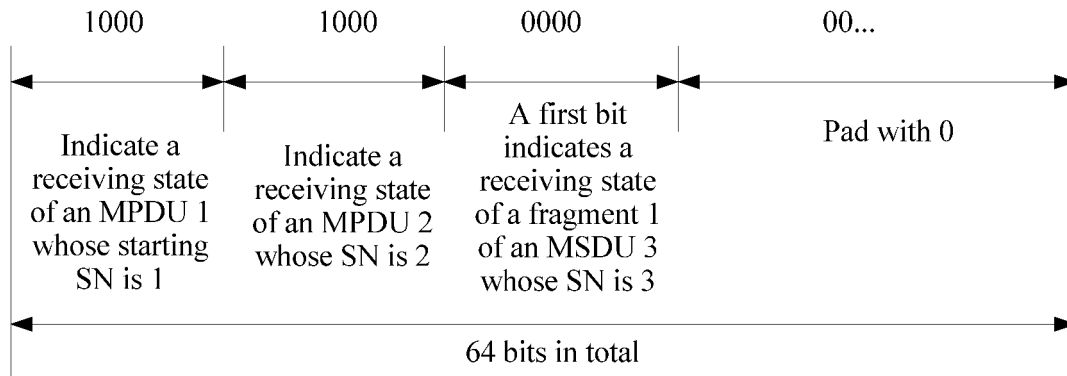 1000
1000
0000
00...
Indicate a
receiving state
of an MPDU 1
whose starting
SN is 1
Indicate a
receiving state
of an MPDU 2
whose SN is 2
A first bit
indicates a
receiving state
of a fragment 1
of an MSDU 3
whose SN is 3
Pad with 0
64 bits in total